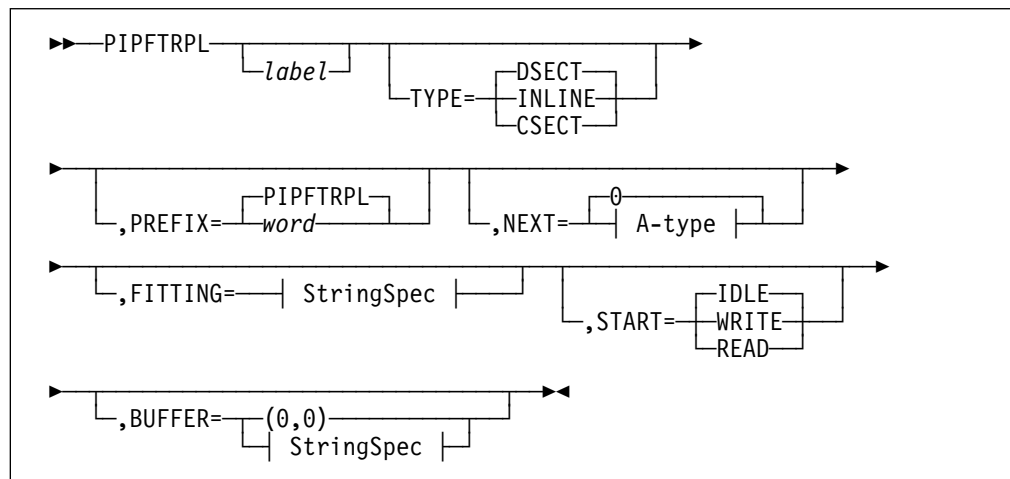 PIPFTRPL
label
TYPE= DSECT
INLINE
CSECT
,PREFIX= PIPFTRPL
word
,NEXT= 0
A-type
,FITTING= StringSpec
,START= IDLE
WRITE
READ
,BUFFER= (0,0)
StringSpec